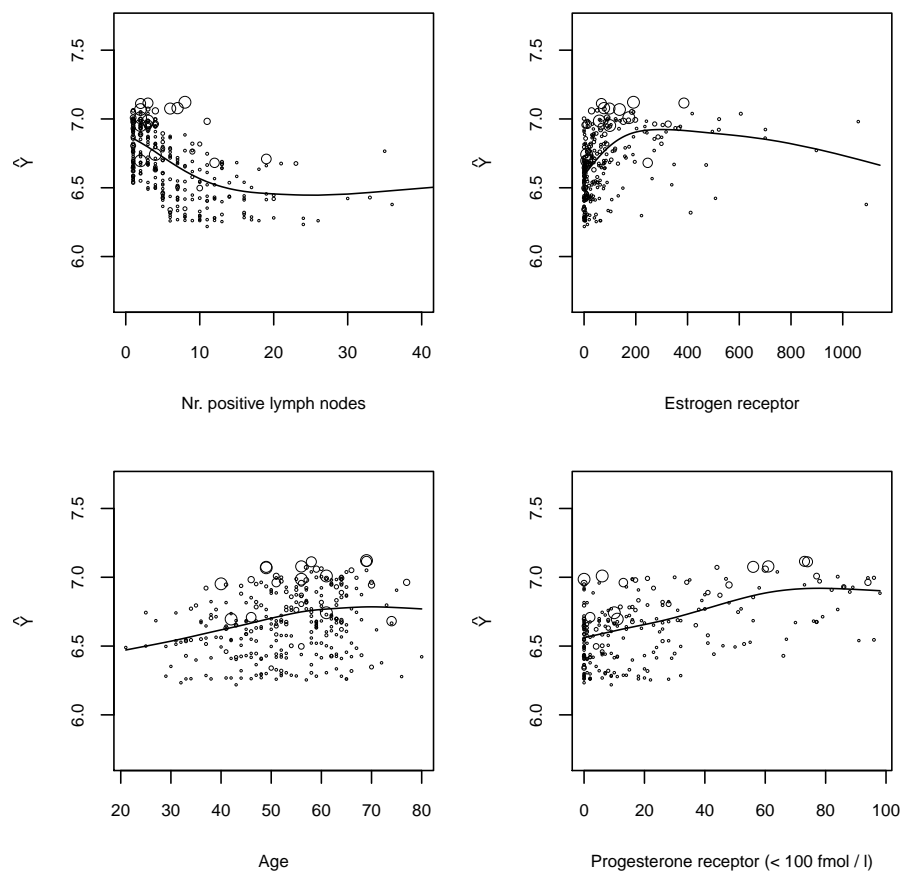 7.5
7.0
6.5
6.0
Ŷ
0 10 20 30 40
Nr. positive lymph nodes
7.5
7.0
6.5
6.0
Ŷ
0 200 400 600 800 1000
Estrogen receptor
7.5
7.0
6.5
6.0
Ŷ
20 30 40 50 60 70 80
Age
7.5
7.0
6.5
6.0
Ŷ
0 20 40 60 80 100
Progesterone receptor (< 100 fmol / l)